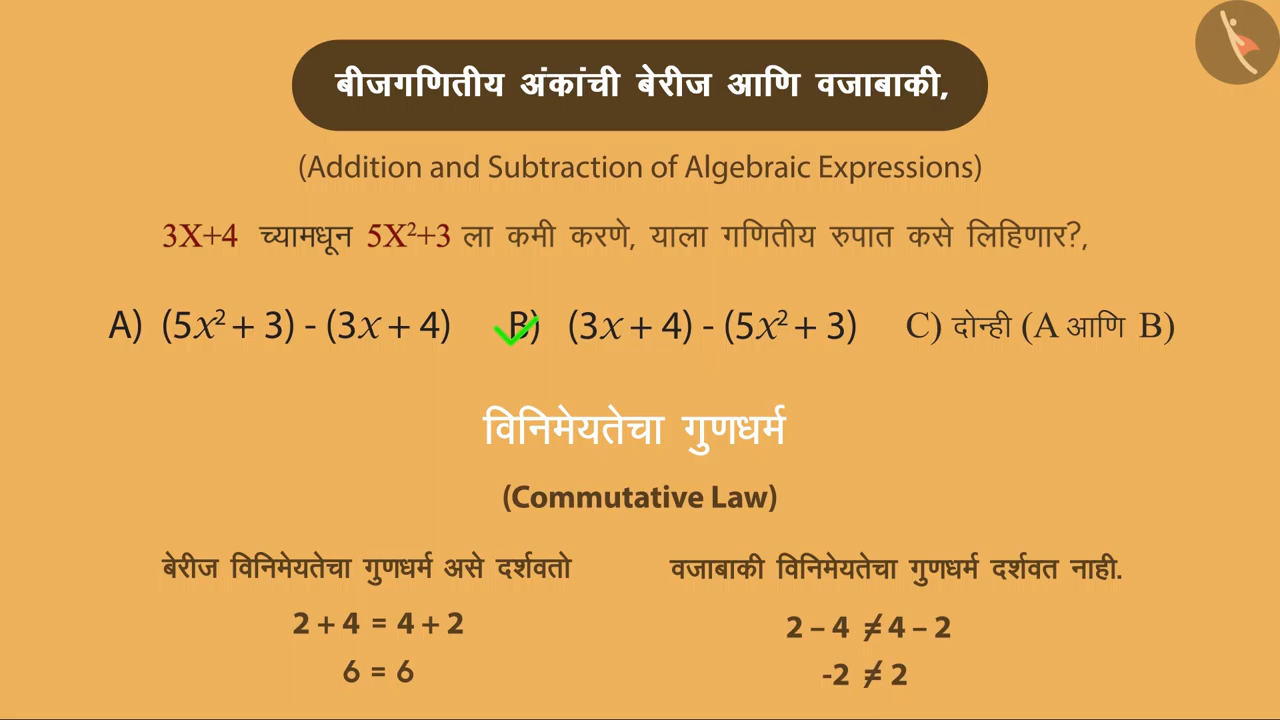 बीजगणितीय अंकांची बेरीज आणि वजाबाकी,
(Addition and Subtraction of Algebraic Expressions)
3X+4 च्यामधून 5X²+3 ला कमी करणे, याला गणितीय रुपात कसे लिहिणार?,
A) (5x² + 3) - (3x + 4) B) (3x + 4) - (5x² + 3) C) दोन्ही (A आणि B)
विनिमेयतेचा गुणधर्म
(Commutative Law)
बेरीज विनिमेयतेचा गुणधर्म असे दर्शवतो वजाबाकी विनिमेयतेचा गुणधर्म दर्शवत नाही.
2 + 4 = 4 + 2 2 – 4 ≠ 4 – 2
6 = 6 -2 ≠ 2